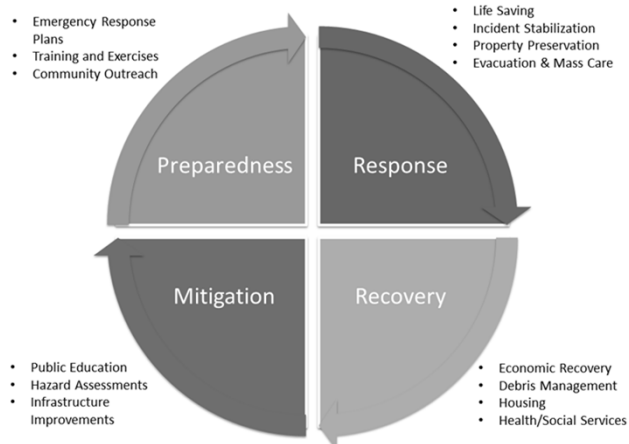 • Emergency Response
Plans
• Training and Exercises
• Community Outreach
• Life Saving
• Incident Stabilization
• Property Preservation
• Evacuation & Mass Care
Preparedness
Response
Mitigation
Recovery
• Public Education
• Hazard Assessments
• Infrastructure
Improvements
• Economic Recovery
• Debris Management
• Housing
• Health/Social Services